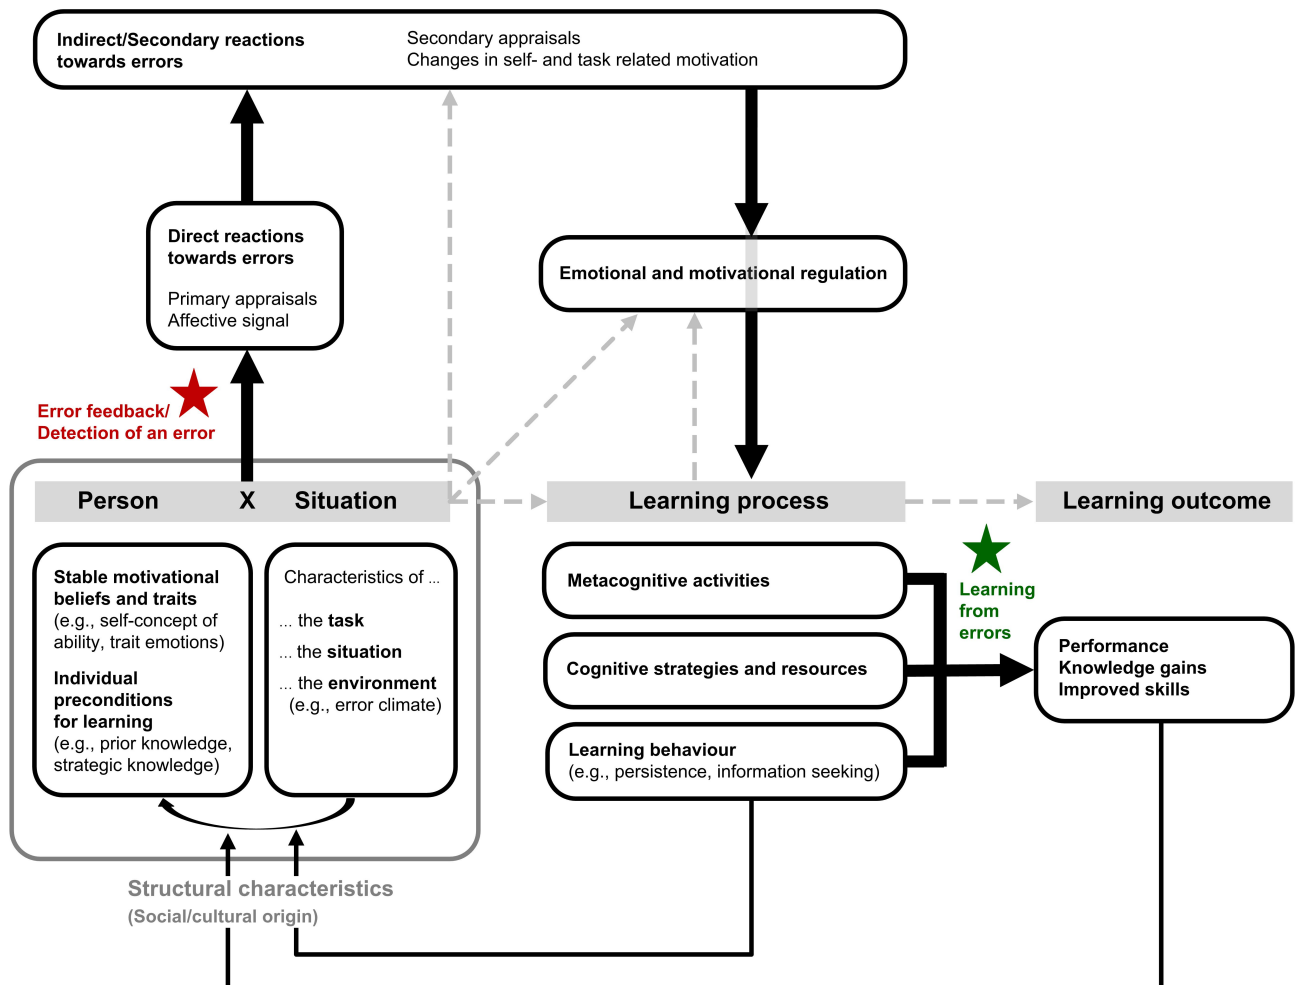 Indirect/Secondary reactions
towards errors
Secondary appraisals
Changes in self- and task related motivation
Direct reactions
towards errors
Primary appraisals
Affective signal
Emotional and motivational regulation
Error feedback/
Detection of an error
Person X Situation
Learning process
Learning outcome
Stable motivational
beliefs and traits
(e.g., self-concept of
ability, trait emotions)
Individual
preconditions
for learning
(e.g., prior knowledge,
strategic knowledge)
Characteristics of ...
... the task
... the situation
... the environment
(e.g., error climate)
Metacognitive activities
Cognitive strategies and resources
Learning behaviour
(e.g., persistence, information seeking)
Learning
from
errors
Performance
Knowledge gains
Improved skills
Structural characteristics
(Social/cultural origin)